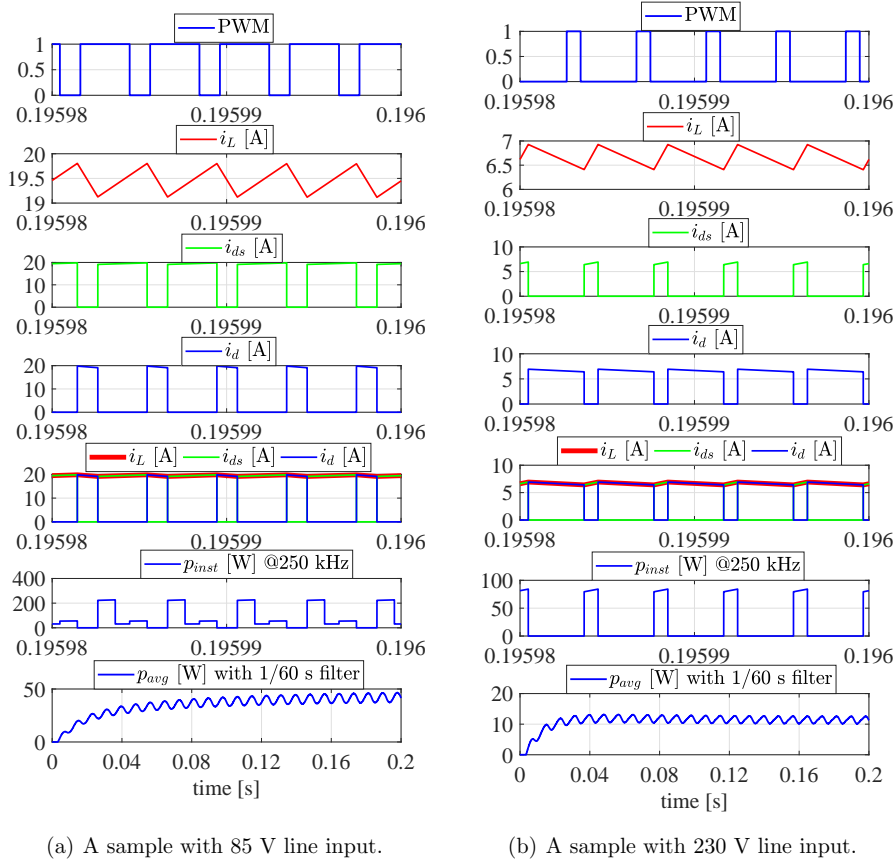 PWM
1
0.5
0
0.19598 0.19599 0.196
i_L [A]
20
19.5
19
0.19598 0.19599 0.196
i_ds [A]
20
10
0
0.19598 0.19599 0.196
i_d [A]
20
10
0
0.19598 0.19599 0.196
i_L [A] i_ds [A] i_d [A]
20
10
0
0.19598 0.19599 0.196
p_inst [W] @250 kHz
400
200
0
0.19598 0.19599 0.196
p_avg [W] with 1/60 s filter
50
0
0 0.04 0.08 0.12 0.16 0.2
time [s]
(a) A sample with 85 V line input.
PWM
1
0.5
0
0.19598 0.19599 0.196
i_L [A]
7
6.5
6
0.19598 0.19599 0.196
i_ds [A]
10
5
0
0.19598 0.19599 0.196
i_d [A]
10
5
0
0.19598 0.19599 0.196
i_L [A] i_ds [A] i_d [A]
10
5
0
0.19598 0.19599 0.196
p_inst [W] @250 kHz
100
50
0
0.19598 0.19599 0.196
p_avg [W] with 1/60 s filter
20
10
0
0 0.04 0.08 0.12 0.16 0.2
time [s]
(b) A sample with 230 V line input.